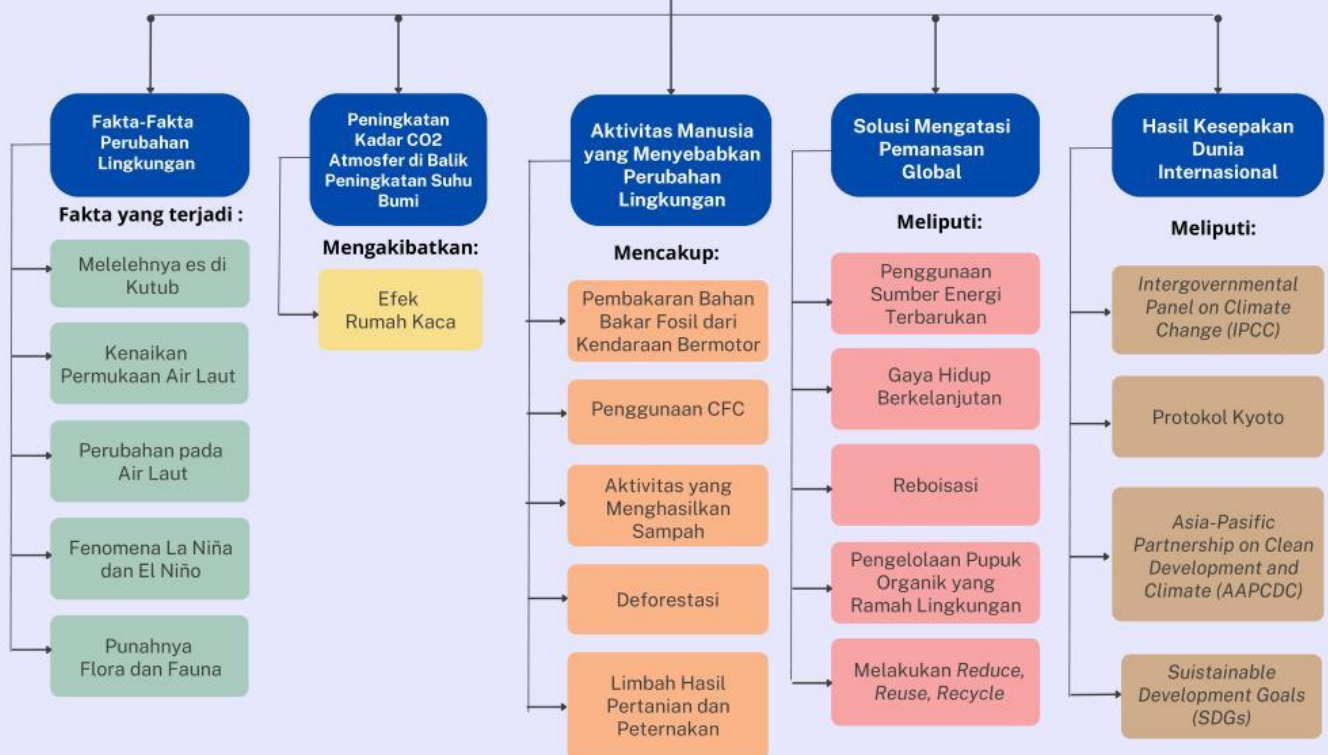 Fakta-Fakta
Perubahan
Lingkungan
Fakta yang terjadi :
Melelehnya es di
Kutub
Kenaikan
Permukaan Air Laut
Perubahan pada
Air Laut
Fenomena La Niña
dan El Niño
Punahnya
Flora dan Fauna
Peningkatan
Kadar CO2
Atmosfer di Balik
Peningkatan Suhu
Bumi
Mengakibatkan:
Efek
Rumah Kaca
Aktivitas Manusia
yang Menyebabkan
Perubahan
Lingkungan
Mencakup:
Pembakaran Bahan
Bakar Fosil dari
Kendaraan Bermotor
Penggunaan CFC
Aktivitas yang
Menghasilkan
Sampah
Deforestasi
Limbah Hasil
Pertanian dan
Peternakan
Solusi Mengatasi
Pemanasan
Global
Meliputi:
Penggunaan
Sumber Energi
Terbarukan
Gaya Hidup
Berkelanjutan
Reboisasi
Pengelolaan Pupuk
Organik yang
Ramah Lingkungan
Melakukan Reduce,
Reuse, Recycle
Hasil Kesepakan
Dunia
Internasional
Meliputi:
Intergovernmental
Panel on Climate
Change (IPCC)
Protokol Kyoto
Asia-Pasific
Partnership on Clean
Development and
Climate (AAPCDC)
Suistainable
Development Goals
(SDGs)